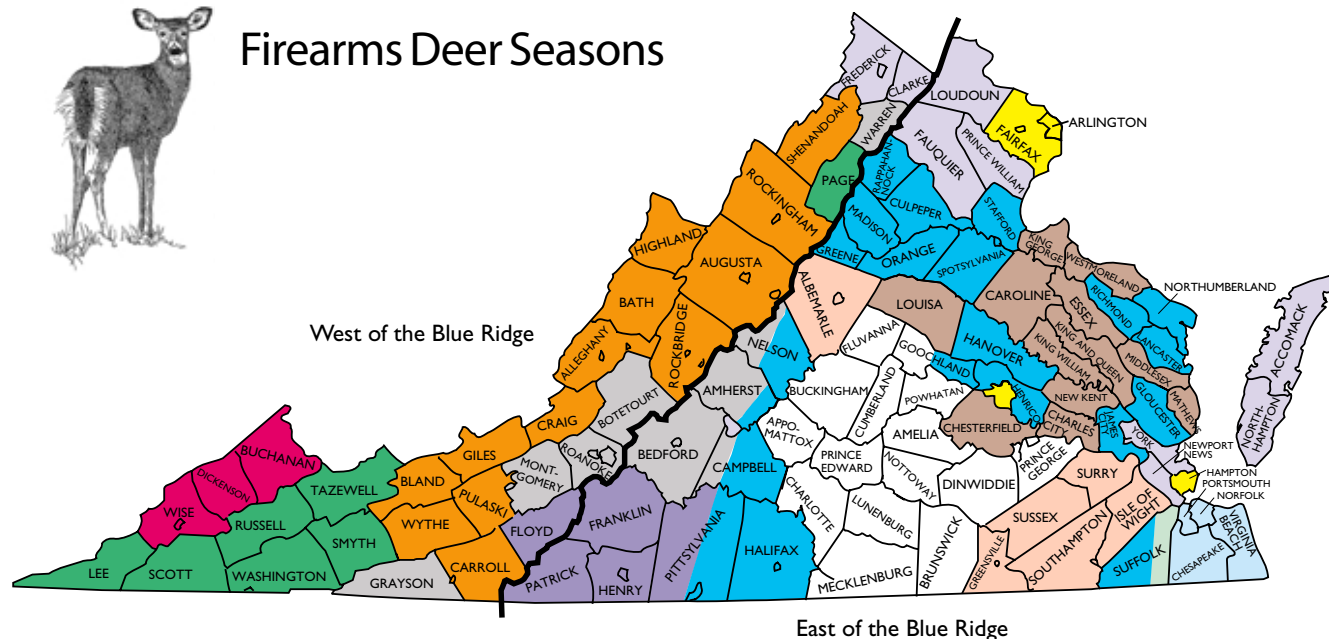 Firearms Deer Seasons
FREDERICK
CLARKE
LOUDOUN
ARLINGTON
FAIRFAX
SHENANDOAH
WARREN
FAUQUIER
PRINCE WILLIAM
PAGE
RAPPAHAN-
NOCK
ROCKINGHAM
CULPEPER
STAFFORD
MADISON
HIGHLAND
GREENE
ORANGE
KING
GEORGE
WESTMORELAND
AUGUSTA
SPOTSYLVANIA
NORTHUMBERLAND
ALBEMARLE
CAROLINE
RICHMOND
ESSEX
BATH
LOUISA
LANCASTER
ACCOMACK
West of the Blue Ridge
ROCKBRIDGE
NELSON
FLUVANNA
HANOVER
KING AND QUEEN
KING WILLIAM
MIDDLESEX
ALLEGHANY
GOOCHLAND
AMHERST
BUCKINGHAM
CUMBERLAND
POWHATAN
HENRICO
NEW KENT
MATHEWS
GLOUCESTER
NORTH-
HAMPTON
BOTETOURT
CRAIG
APPO-
MATTOX
AMELIA
CHESTERFIELD
CHARLES
CITY
JAMES
CITY
YORK
ROANOKE
BEDFORD
NEWPORT
NEWS
GILES
MONT-
GOMERY
CAMPBELL
PRINCE
EDWARD
NOTTOWAY
PRINCE
GEORGE
HAMPTON
PORTSMOUTH
NORFOLK
BUCHANAN
DICKENSON
BLAND
PULASKI
DINWIDDIE
SURRY
TAZEWELL
CHARLOTTE
WISE
RUSSELL
WYTHE
FLOYD
FRANKLIN
PITTSYLVANIA
LUNENBURG
SUSSEX
ISLE OF
WIGHT
VIRGINIA
BEACH
SMYTH
HALIFAX
BRUNSWICK
GREENSVILLE
SOUTHAMPTON
SUFFOLK
CHESAPEAKE
LEE
SCOTT
WASHINGTON
GRAYSON
CARROLL
PATRICK
HENRY
MECKLENBURG
East of the Blue Ridge